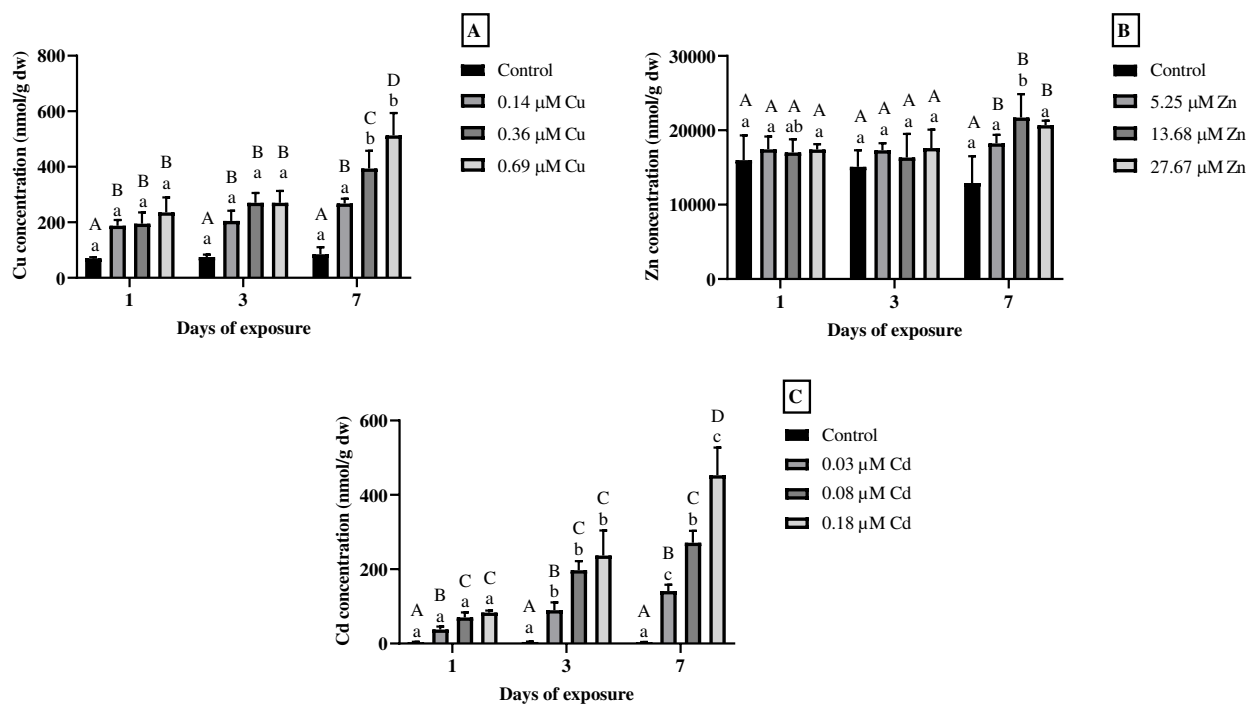 A
Control
0.14 µM Cu
0.36 µM Cu
0.69 µM Cu
Cu concentration (nmol/g dw)
800
600
400
200
0
A
a
B
a
B
a
B
a
A
a
B
a
B
a
B
a
A
a
B
a
C
b
D
b
1
3
7
Days of exposure
B
Control
5.25 µM Zn
13.68 µM Zn
27.67 µM Zn
Zn concentration (nmol/g dw)
30000
20000
10000
0
A
a
A
a
A
ab
A
a
A
a
A
a
A
a
A
a
A
a
B
a
B
b
B
a
1
3
7
Days of exposure
C
Control
0.03 µM Cd
0.08 µM Cd
0.18 µM Cd
Cd concentration (nmol/g dw)
600
400
200
0
A
a
B
a
C
a
C
a
A
a
B
b
C
b
C
b
A
a
B
c
C
b
D
c
1
3
7
Days of exposure